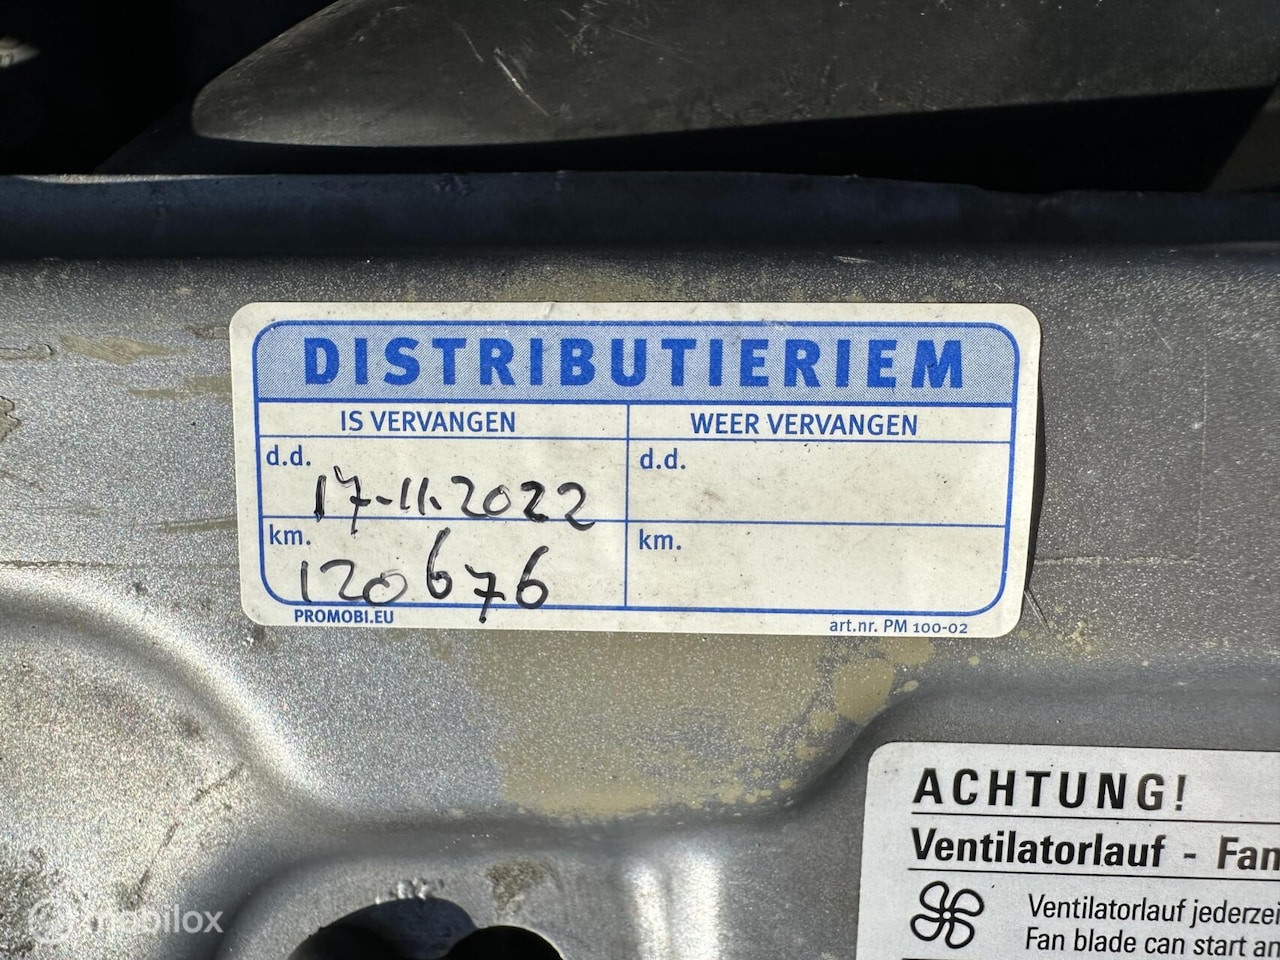 DISTRIBUTIERIEM
IS VERVANGEN WEER VERVANGEN
d.d. 17-11-2022 d.d.
km. 120676 km.
PROMOBI.EU art.nr. PM 100-02
ACHTUNG!
Ventilatorlauf - Fan
Ventilatorlauf jederzei
Fan blade can start an
mobilox